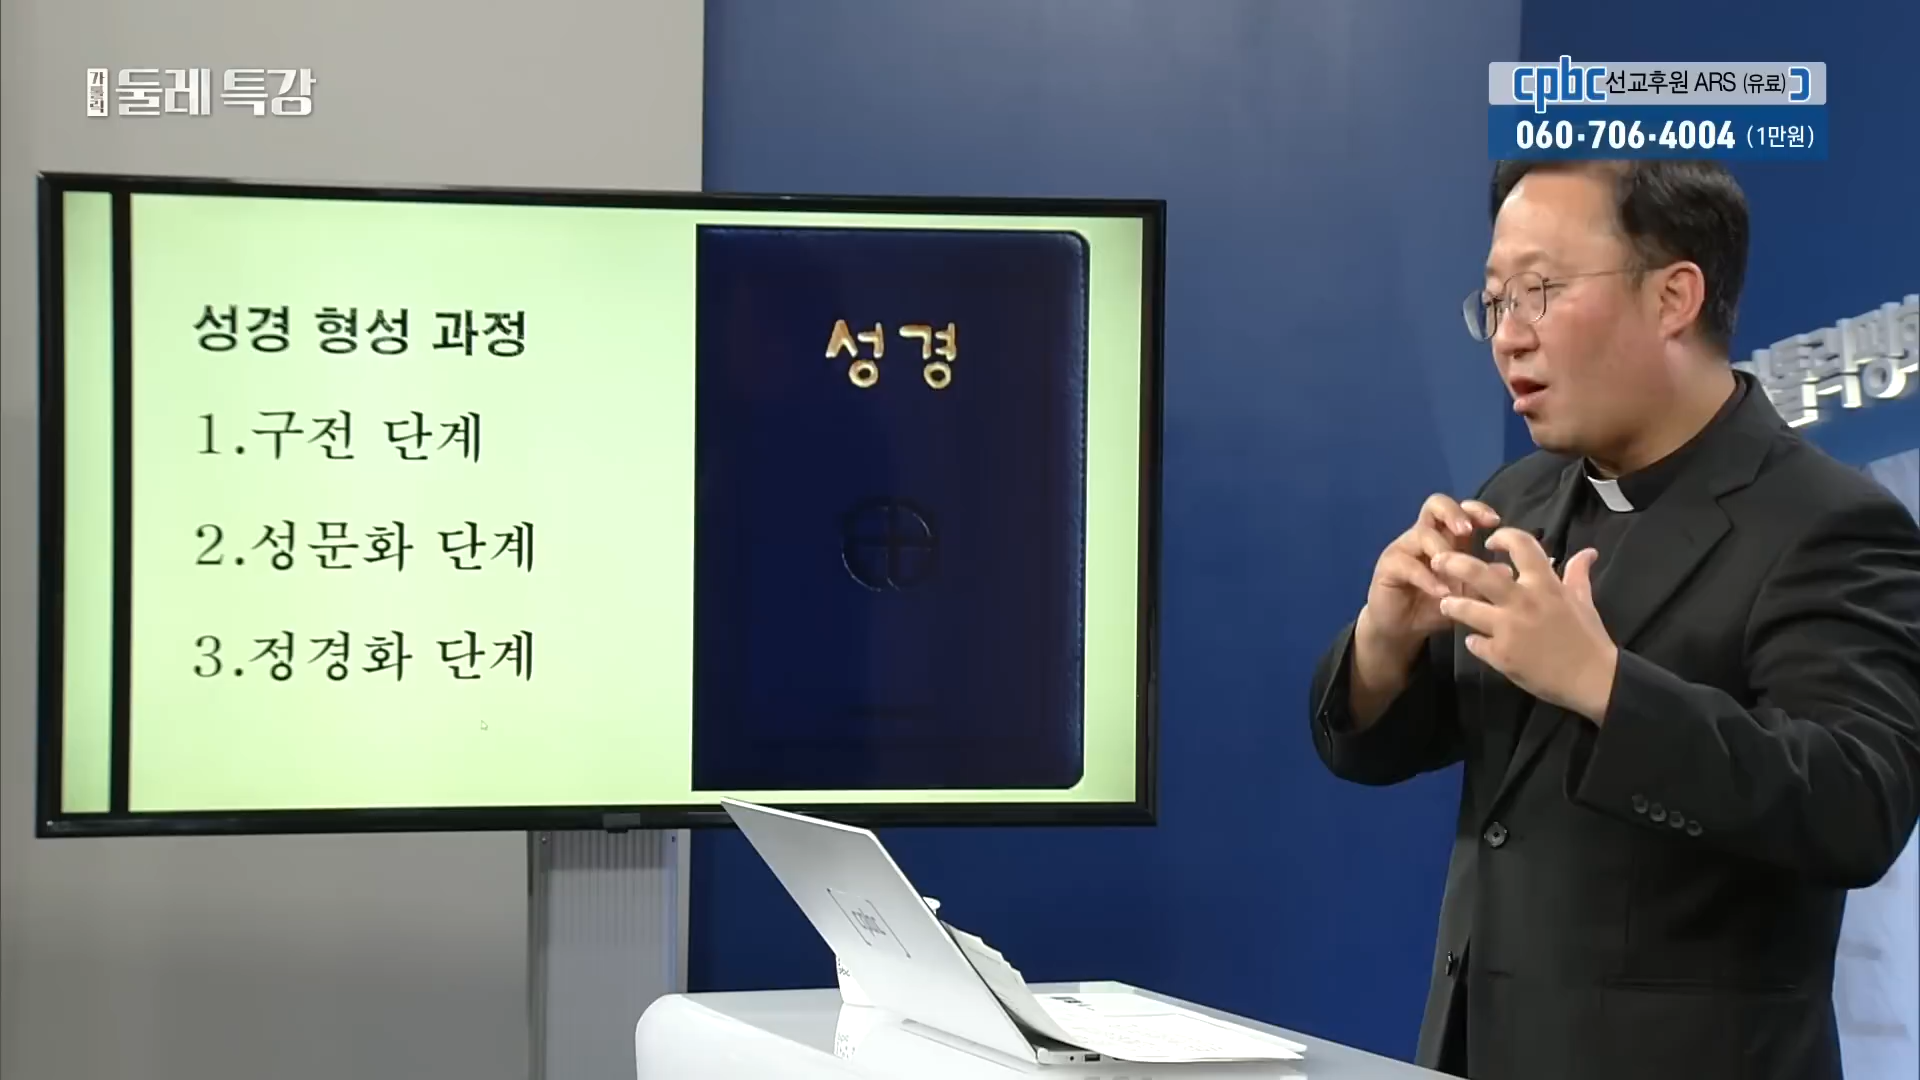 가톨릭
둘레 특강
cpbc 선교후원 ARS (유료)
060·706·4004 (1만원)
성경 형성 과정
1.구전 단계
2.성문화 단계
3.정경화 단계
성경
cpbc